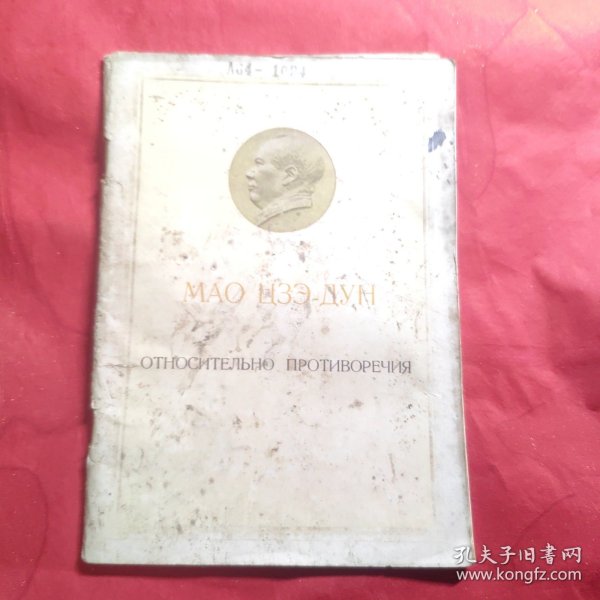 МАО ЦЗЭ-ДУН
ОТНОСИТЕЛЬНО ПРОТИВОРЕЧИЯ
孔夫子旧书网
www.kongfz.com